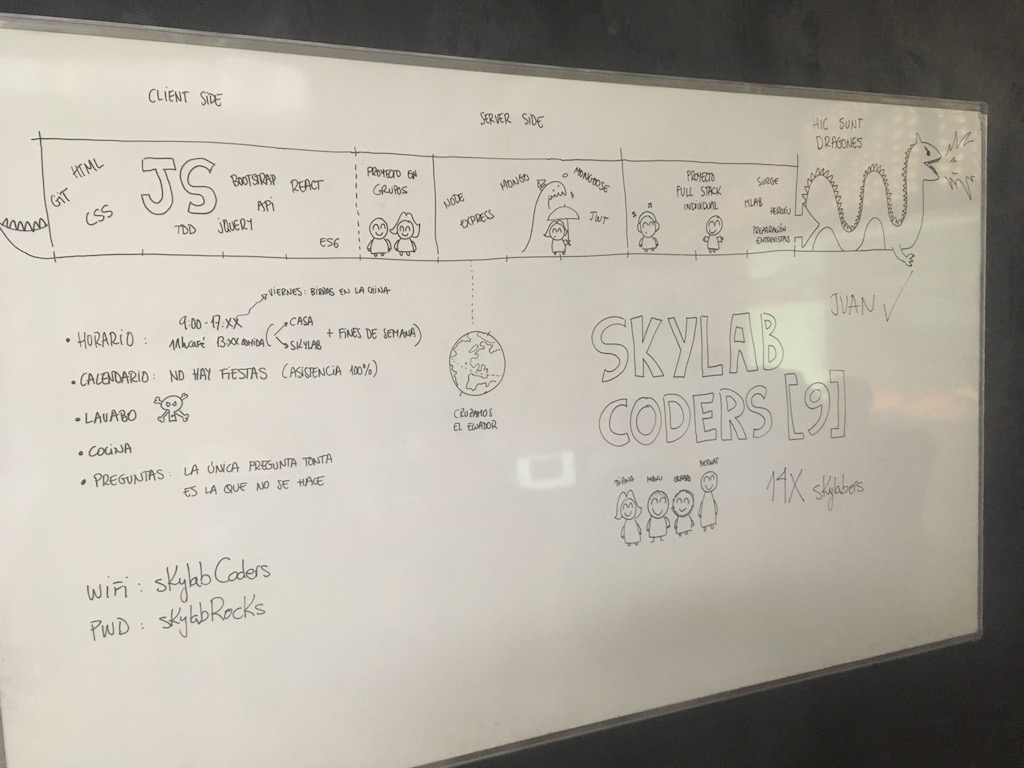 CLIENT SIDE
SERVER SIDE
HIC SUNT
DRAGONES
GIT
HTML
CSS
JS
TDD
JQUERY
BOOTSTRAP
API
REACT
ES6
PROYECTO EN
GRUPOS
NODE
EXPRESS
MONGO
MONGOOSE
JWT
PROYECTO
FULL STACK
INDIVIDUAL
SURGE
MLAB
HEROKU
PREPARACIÓN
ENTREVISTAS
JUAN
VIERNES: BIRRAS EN LA CHINA
• HORARIO: 9:00-17:XX
11h CAFÉ 13:XX COMIDA (CASA
SKYLAB + FINES DE SEMANA)
• CALENDARIO: NO HAY FIESTAS (ASISTENCIA 100%)
• LAVABO
• COCINA
• PREGUNTAS: LA ÚNICA PREGUNTA TONTA
ES LA QUE NO SE HACE
CRUZAMOS
EL ECUADOR
SKYLAB
CODERS [9]
DIANA MANU BERNAT
14X skylabers
WIFI: skylabCoders
PWD: skylabRocks